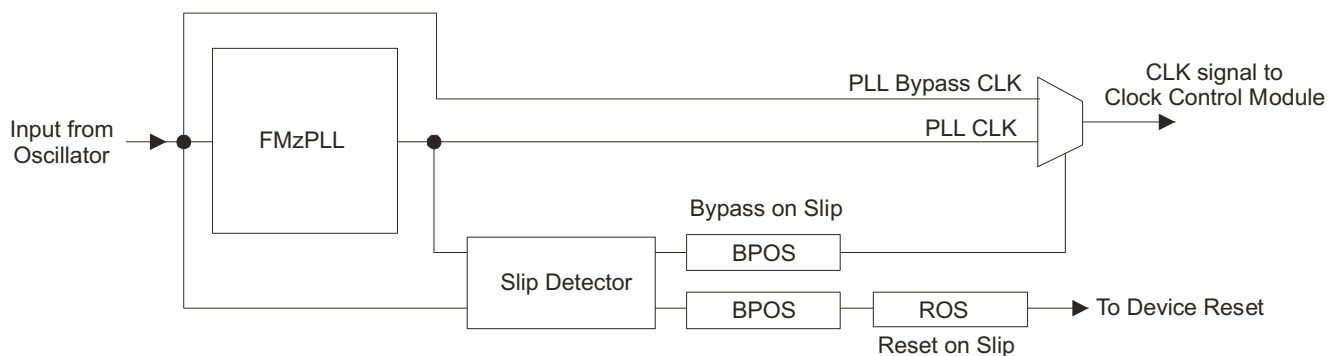 Input from
Oscillator
FMzPLL
PLL Bypass CLK
PLL CLK
CLK signal to
Clock Control Module
Bypass on Slip
BPOS
Slip Detector
BPOS
ROS
To Device Reset
Reset on Slip